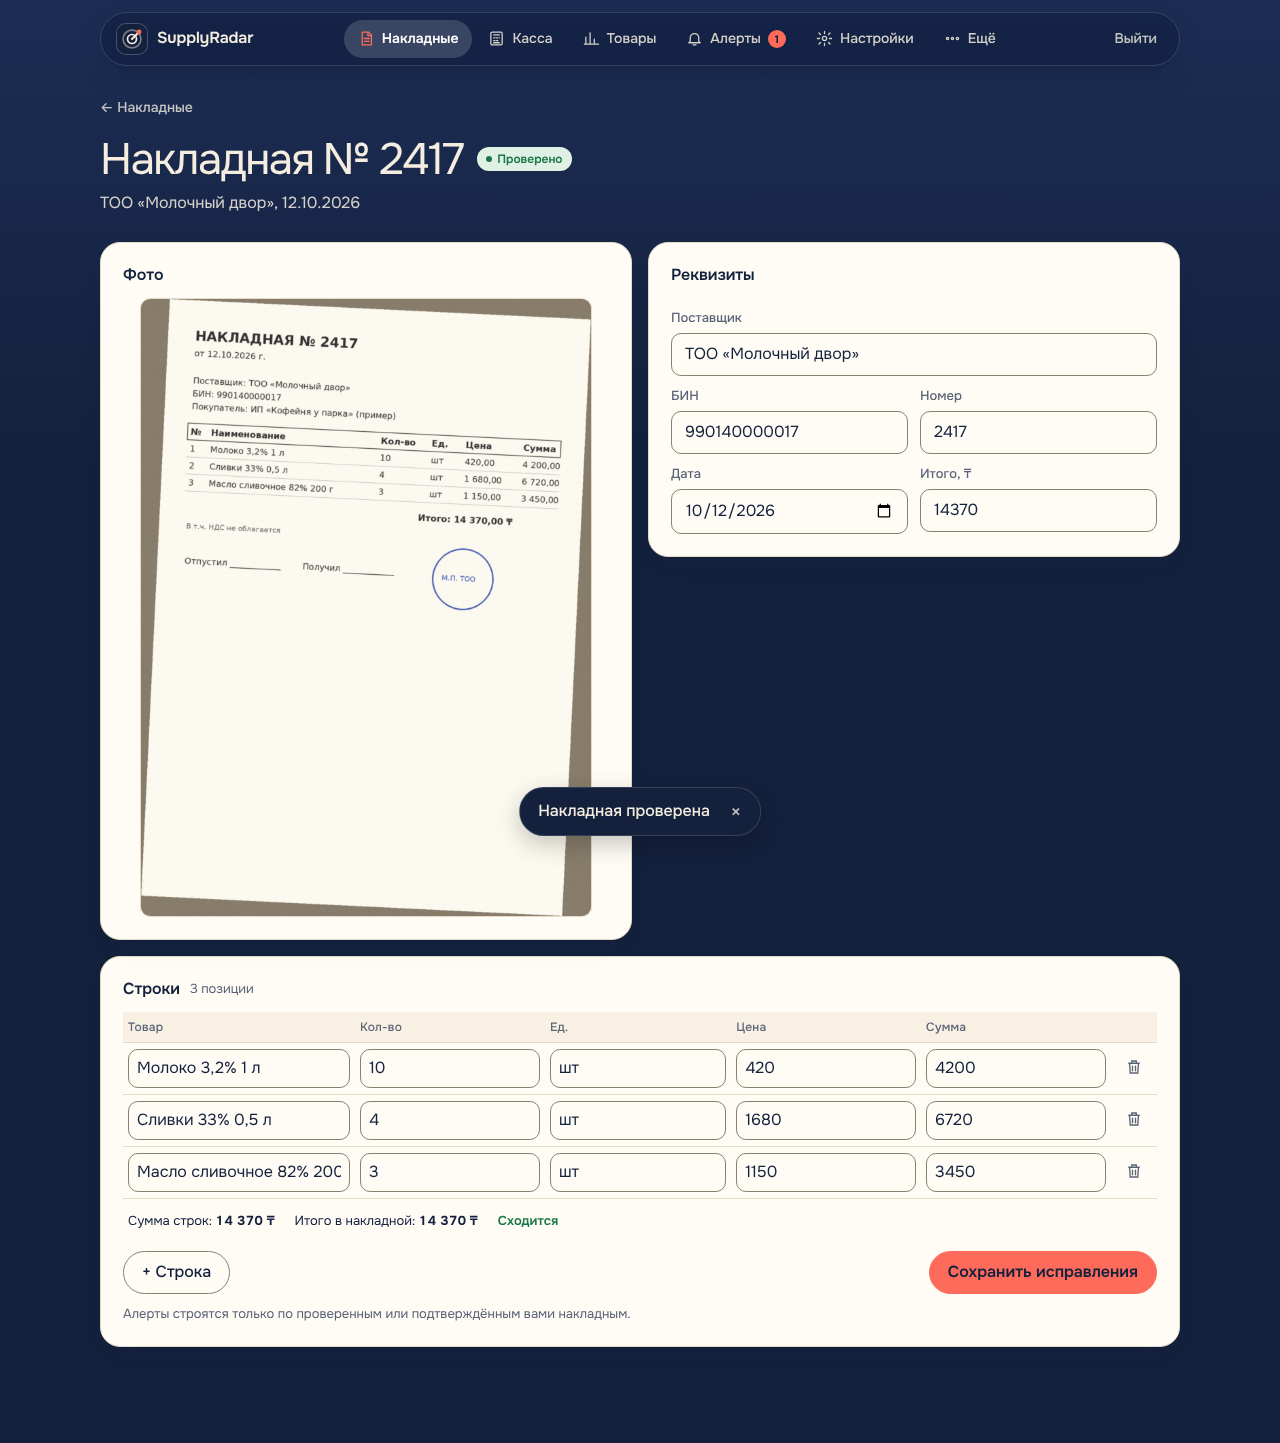 SupplyRadar
Накладные
Касса
Товары
Алерты 1
Настройки
Ещё
Выйти
← Накладные
Накладная № 2417
Проверено
ТОО «Молочный двор», 12.10.2026
Фото
НАКЛАДНАЯ № 2417
от 12.10.2026 г.
Поставщик: ТОО «Молочный двор»
БИН: 990140000017
Покупатель: ИП «Кофейня у парка» (пример)
№ Наименование Кол-во Ед. Цена Сумма
1 Молоко 3,2% 1 л 10 шт 420,00 4 200,00
2 Сливки 33% 0,5 л 4 шт 1 680,00 6 720,00
3 Масло сливочное 82% 200 г 3 шт 1 150,00 3 450,00
Итого: 14 370,00 ₸
В т.ч. НДС не облагается
Отпустил Получил
М.П. ТОО
Реквизиты
Поставщик
ТОО «Молочный двор»
БИН Номер
990140000017 2417
Дата Итого, ₸
10/12/2026 14370
Накладная проверена ×
Строки 3 позиции
Товар Кол-во Ед. Цена Сумма
Молоко 3,2% 1 л 10 шт 420 4200
Сливки 33% 0,5 л 4 шт 1680 6720
Масло сливочное 82% 200 3 шт 1150 3450
Сумма строк: 14 370 ₸ Итого в накладной: 14 370 ₸ Сходится
+ Строка
Сохранить исправления
Алерты строятся только по проверенным или подтверждённым вами накладным.